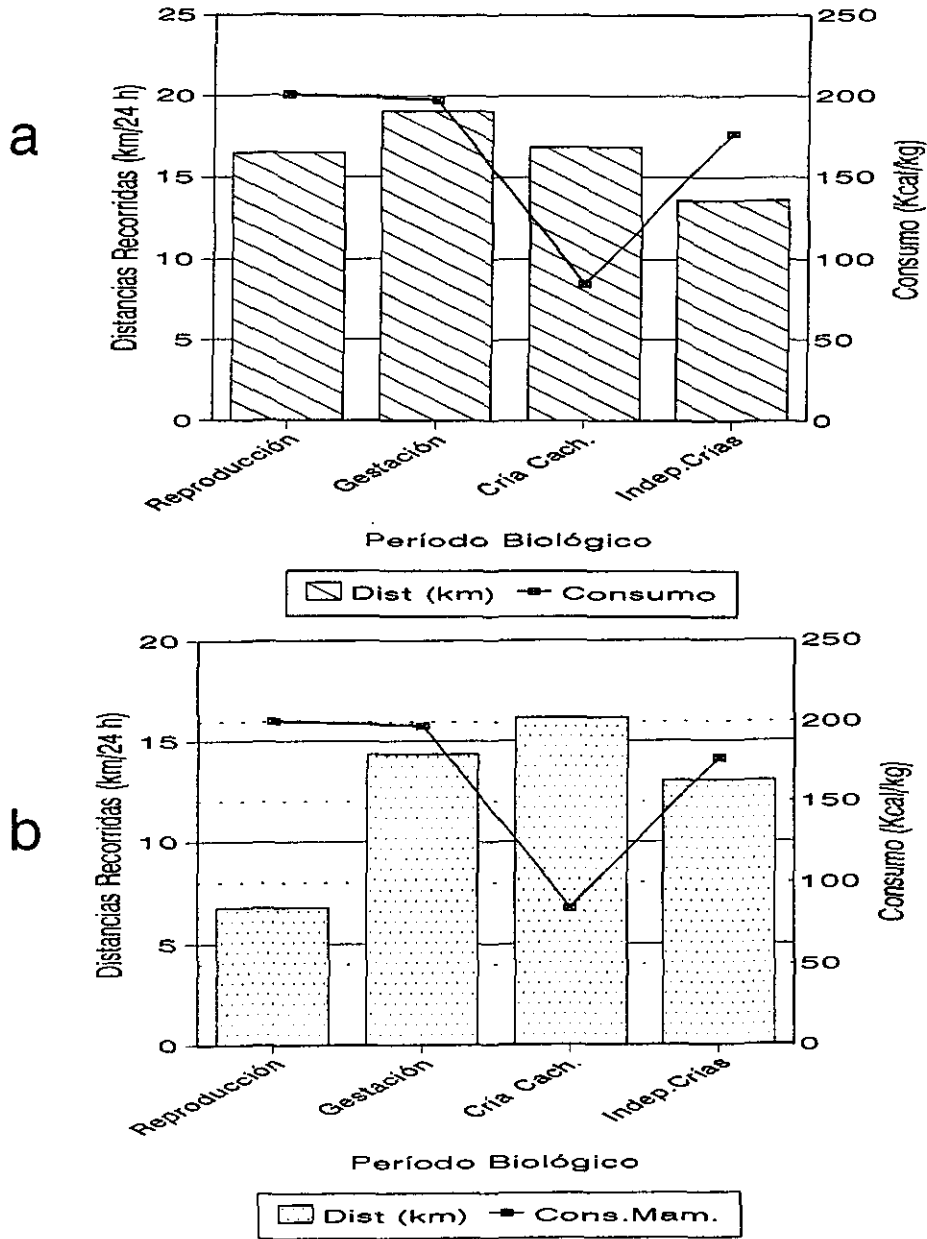 a
Distancias Recorridas (km/24 h)
25
20
15
10
5
0
Consumo (Kcal/kg)
250
200
150
100
50
0
Reproducción
Gestación
Cría Cach.
Indep.Crías
Período Biológico
Dist (km) Consumo
b
Distancias Recorridas (km/24 h)
20
15
10
5
0
Consumo (Kcal/kg)
250
200
150
100
50
0
Reproducción
Gestación
Cría Cach.
Indep.Crías
Período Biológico
Dist (km) Cons.Mam.